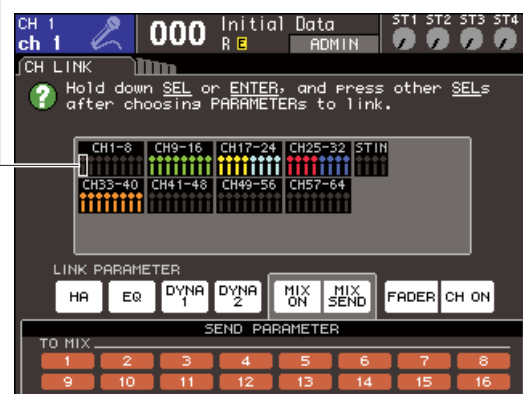 CH 1
ch 1
000
Initial Data
R E
ADMIN
ST1 ST2 ST3 ST4
CH LINK
? Hold down SEL or ENTER, and press other SELs
after choosing PARAMETERs to link.
CH1-8 CH9-16 CH17-24 CH25-32 STIN
CH33-40 CH41-48 CH49-56 CH57-64
LINK PARAMETER
HA
EQ
DYNA 1
DYNA 2
MIX ON
MIX SEND
FADER
CH ON
SEND PARAMETER
TO MIX
1 2 3 4 5 6 7 8
9 10 11 12 13 14 15 16